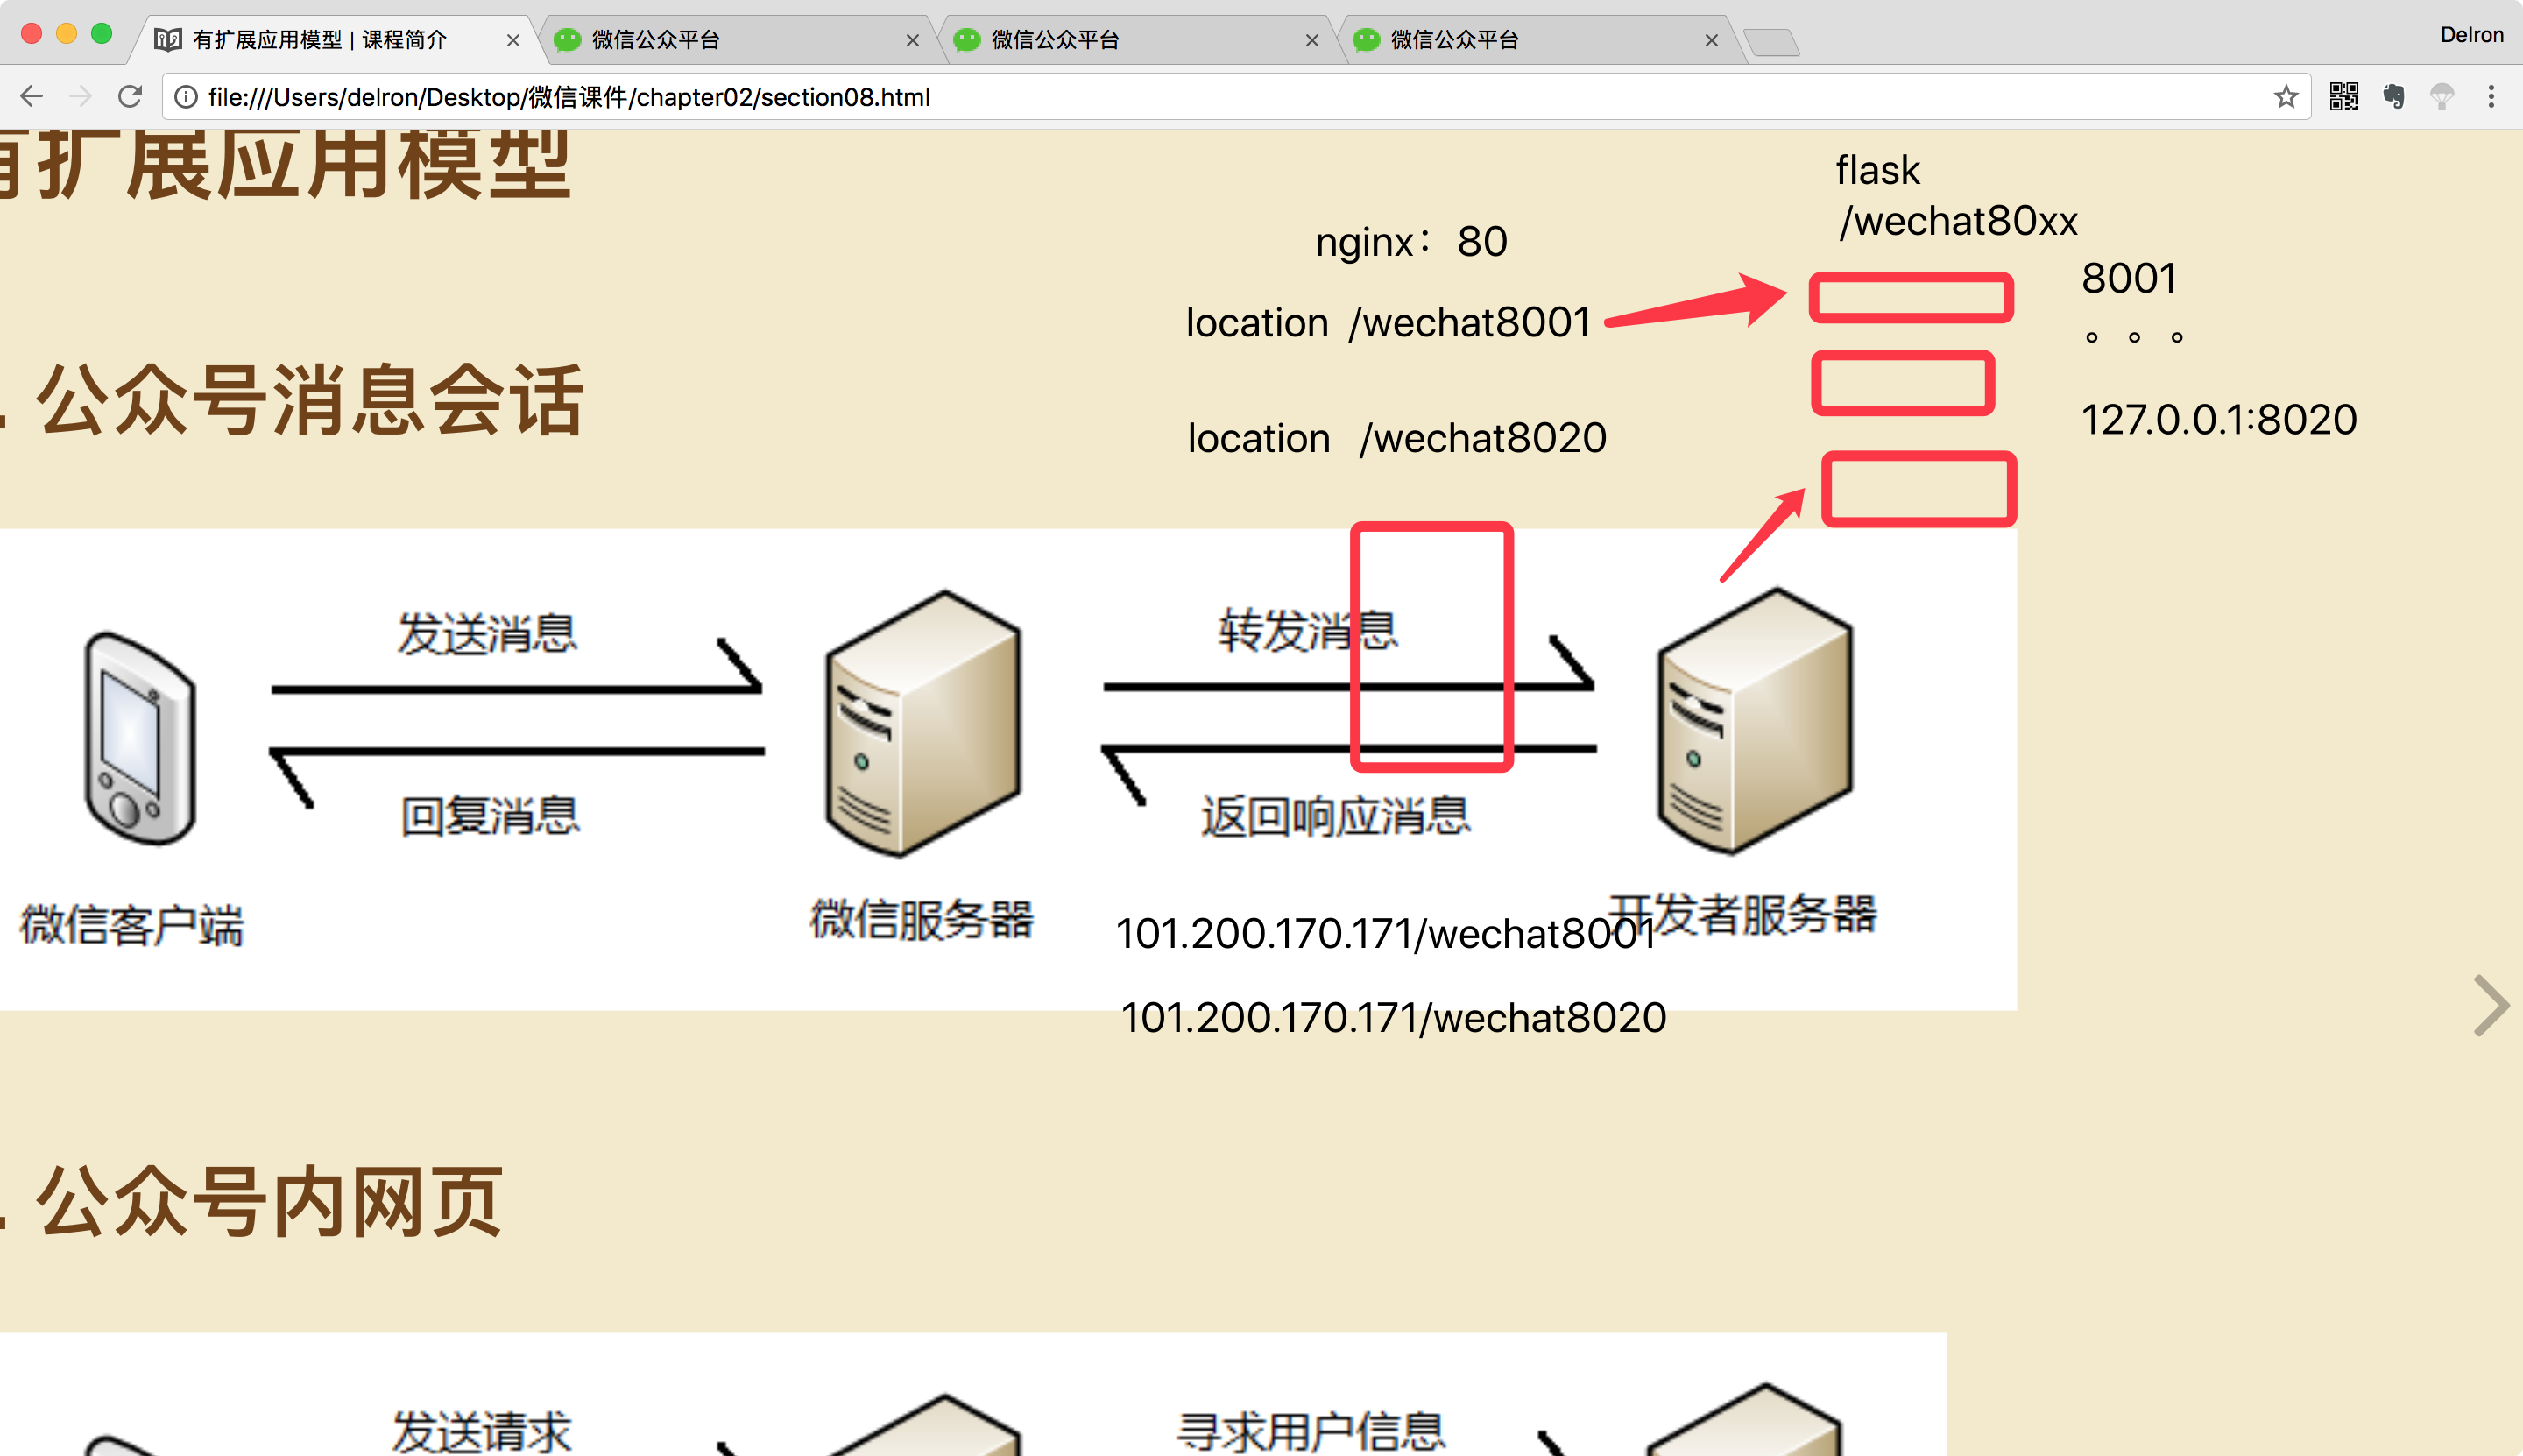 有扩展应用模型 | 课程简介
微信公众平台
微信公众平台
微信公众平台
Delron
file:///Users/delron/Desktop/微信课件/chapter02/section08.html
有扩展应用模型
flask
/wechat80xx
nginx：80
8001
location /wechat8001
。。。
. 公众号消息会话
127.0.0.1:8020
location /wechat8020
发送消息
转发消息
回复消息
返回响应消息
微信客户端
微信服务器
开发者服务器
101.200.170.171/wechat8001
101.200.170.171/wechat8020
. 公众号内网页
发送请求
寻求用户信息